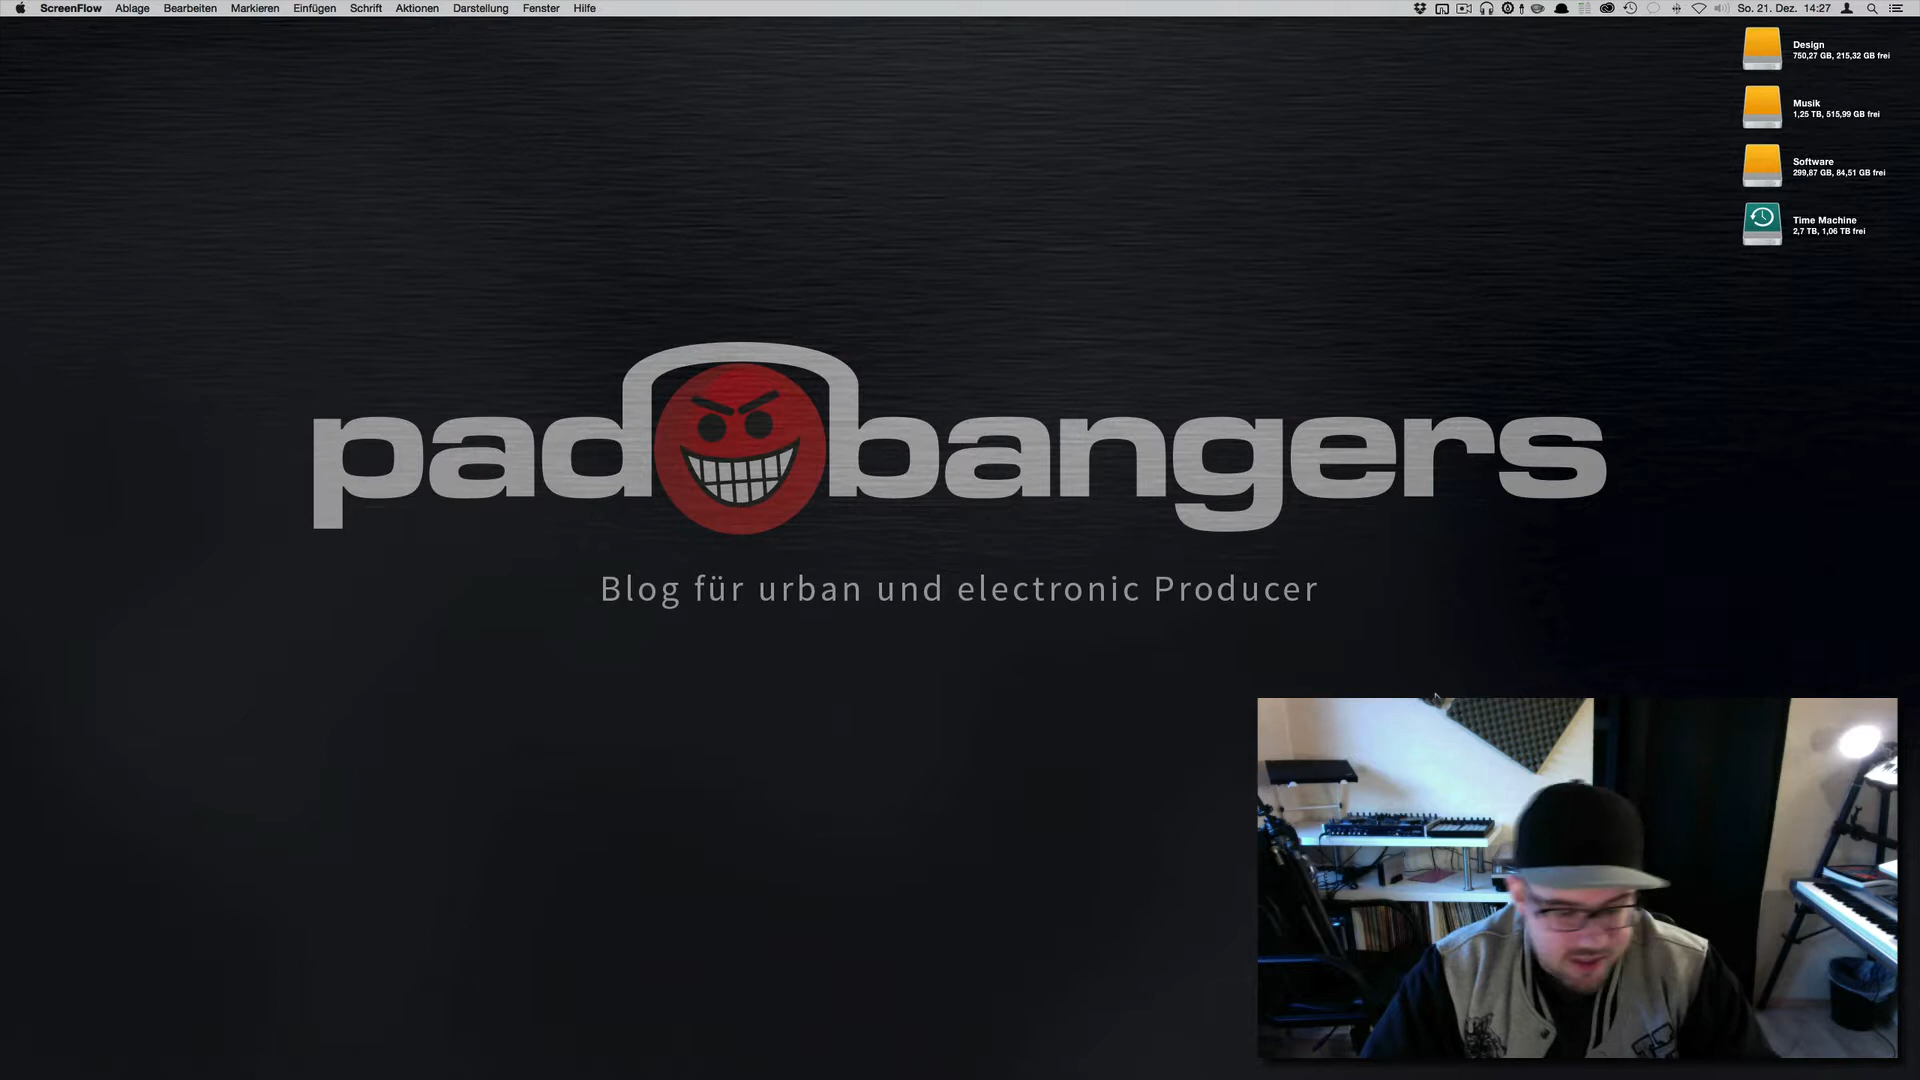 ScreenFlow Ablage Bearbeiten Markieren Einfügen Schrift Aktionen Darstellung Fenster Hilfe So. 21. Dez. 14:27
Design
750,27 GB, 215,32 GB frei
Musik
1,25 TB, 515,99 GB frei
Software
299,87 GB, 84,51 GB frei
Time Machine
2,7 TB, 1,06 TB frei
pad bangers
Blog für urban und electronic Producer